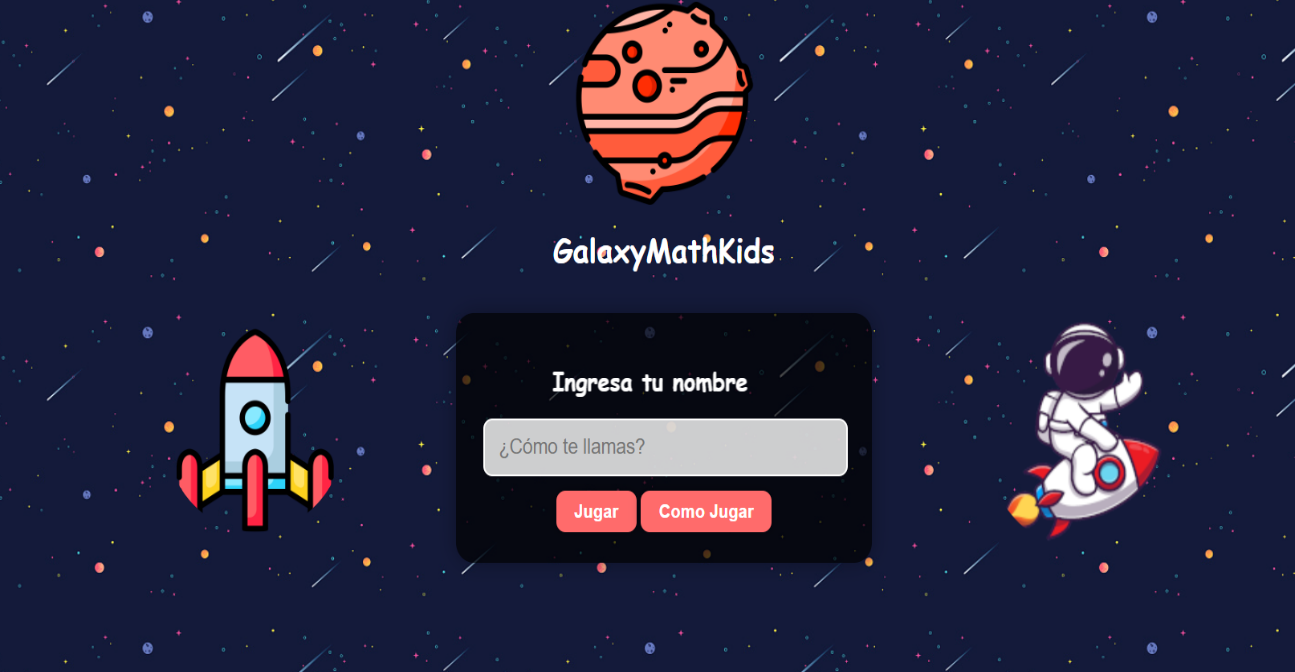 GalaxyMathKids
Ingresa tu nombre
¿Cómo te llamas?
Jugar Como Jugar